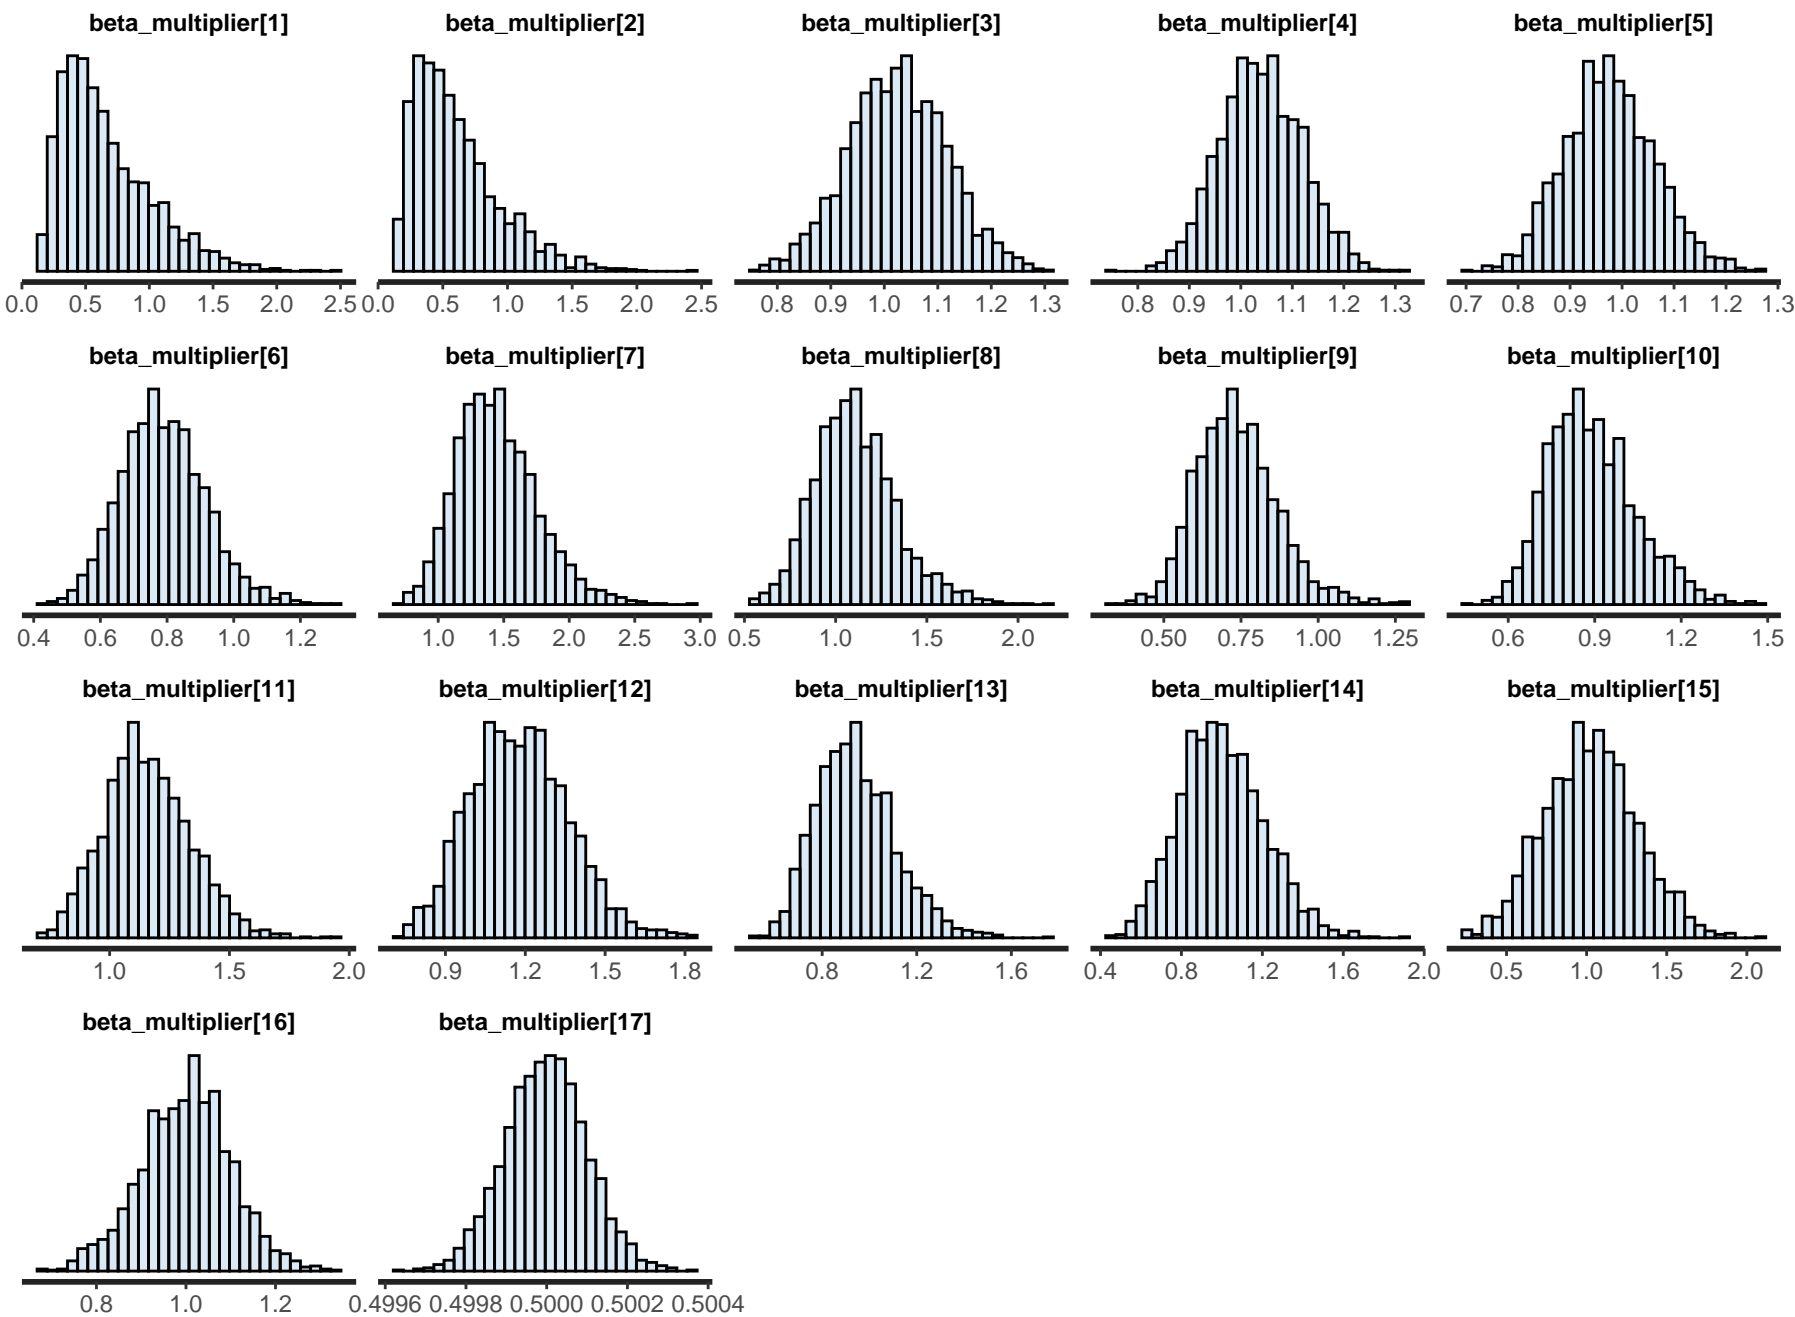 beta_multiplier[1] beta_multiplier[2] beta_multiplier[3] beta_multiplier[4] beta_multiplier[5]
0.0 0.5 1.0 1.5 2.0 2.5 0.0 0.5 1.0 1.5 2.0 2.5 0.8 0.9 1.0 1.1 1.2 1.3 0.8 0.9 1.0 1.1 1.2 1.3 0.7 0.8 0.9 1.0 1.1 1.2 1.3
beta_multiplier[6] beta_multiplier[7] beta_multiplier[8] beta_multiplier[9] beta_multiplier[10]
0.4 0.6 0.8 1.0 1.2 1.0 1.5 2.0 2.5 3.0 0.5 1.0 1.5 2.0 0.50 0.75 1.00 1.25 0.6 0.9 1.2 1.5
beta_multiplier[11] beta_multiplier[12] beta_multiplier[13] beta_multiplier[14] beta_multiplier[15]
1.0 1.5 2.0 0.9 1.2 1.5 1.8 0.8 1.2 1.6 0.4 0.8 1.2 1.6 2.0 0.5 1.0 1.5 2.0
beta_multiplier[16] beta_multiplier[17]
0.8 1.0 1.2 0.4996 0.4998 0.5000 0.5002 0.5004